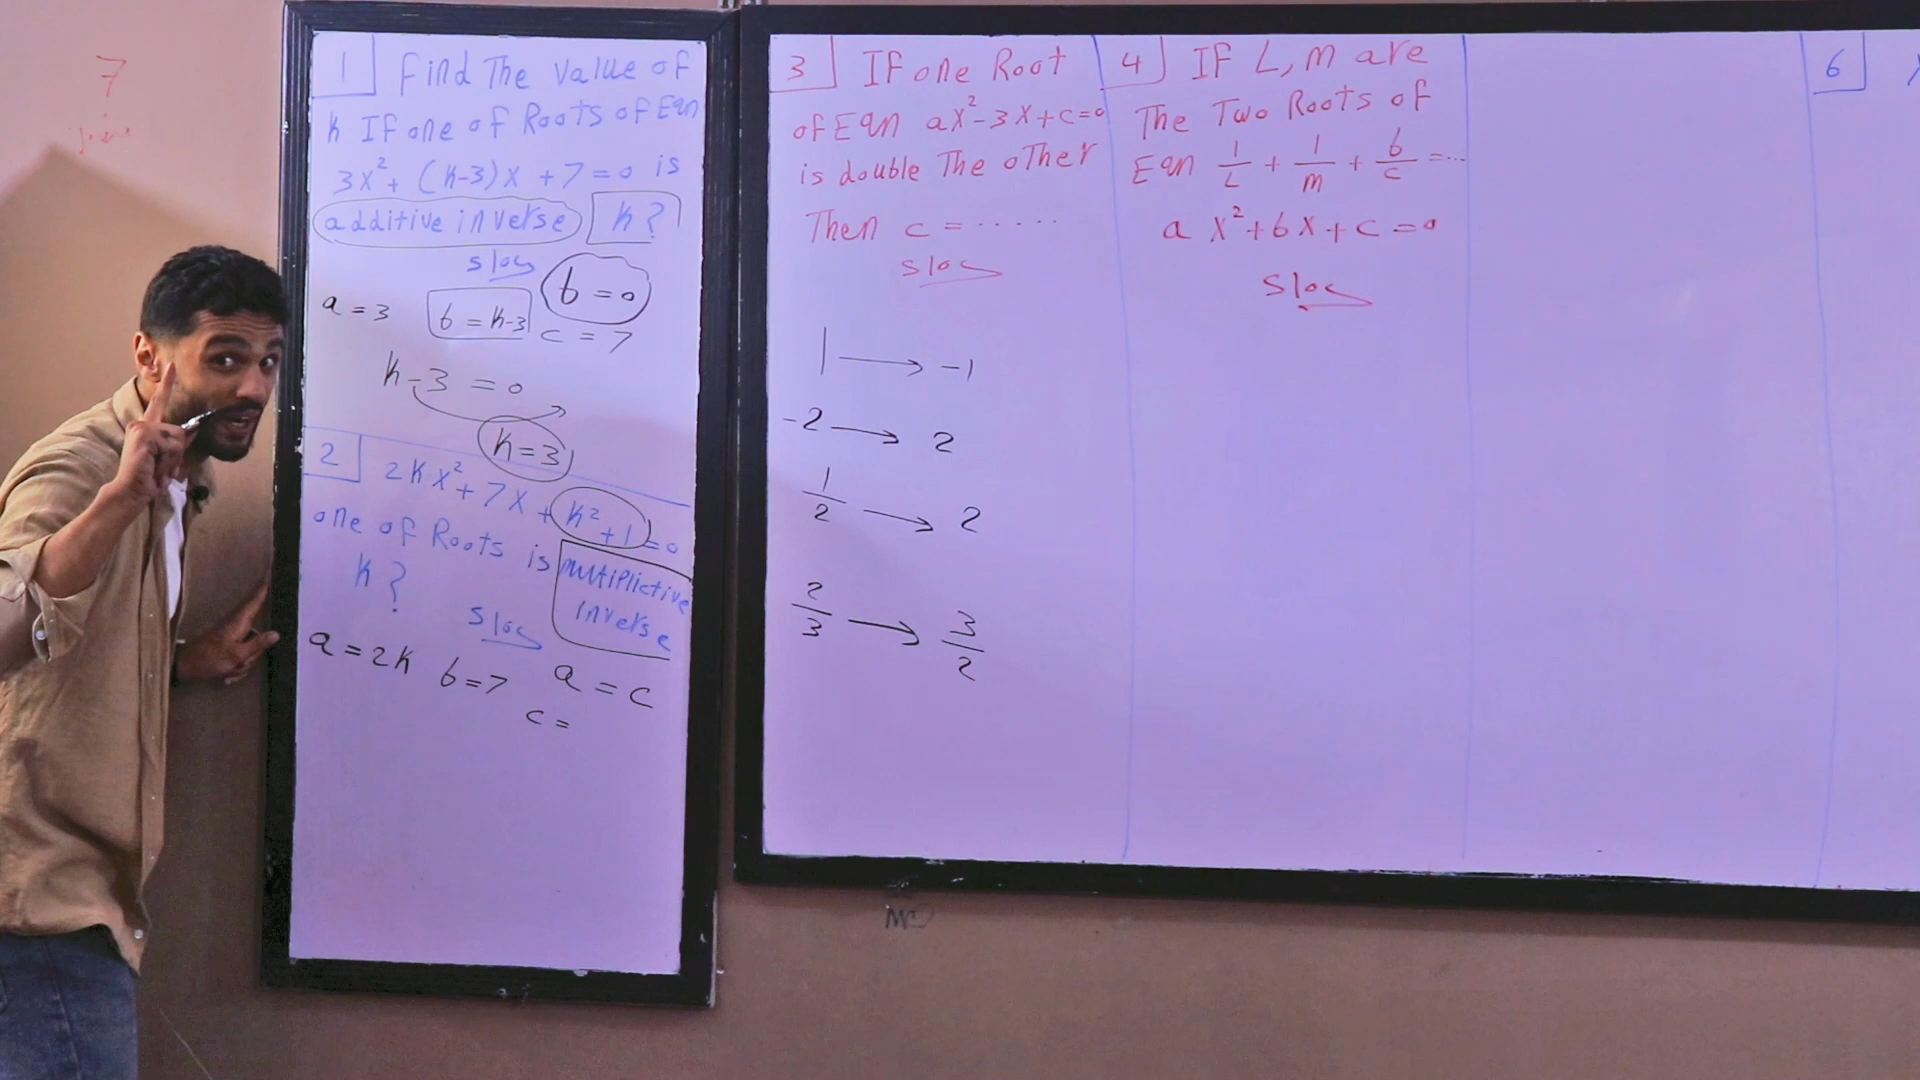 7
1 Find The Value of
k IF one of Roots of Eqn
3x² + (k-3)x + 7 = 0 is
additive inverse k?
sloy
b = 0
a = 3 b = k-3 c = 7
k - 3 = 0
k = 3
2 2kx² + 7x + k² + 1 = 0
one of Roots is multiplictive
inverse
k?
sloy
a = 2k b = 7 a = c
c =
3 IF one Root
of Eqn ax² - 3x + c = 0
is double The other
Then c = ......
sloy
1 → -1
-2 → 2
1/2 → 2
2/3 → 3/2
4 IF L, m are
The Two Roots of
Eqn 1/L + 1/m + b/c = ...
a x² + b x + c = 0
sloy
6